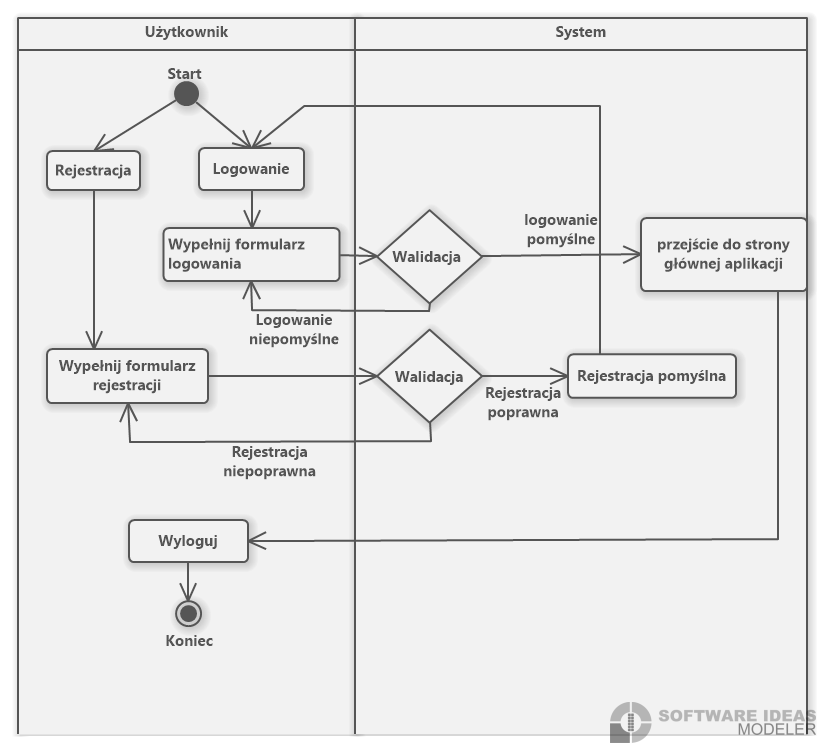 Użytkownik
System
Start
Rejestracja
Logowanie
Wypełnij formularz
logowania
Walidacja
logowanie
pomyślne
przejście do strony
głównej aplikacji
Logowanie
niepomyślne
Wypełnij formularz
rejestracji
Walidacja
Rejestracja
poprawna
Rejestracja pomyślna
Rejestracja
niepoprawna
Wyloguj
Koniec
SOFTWARE IDEAS
MODELER